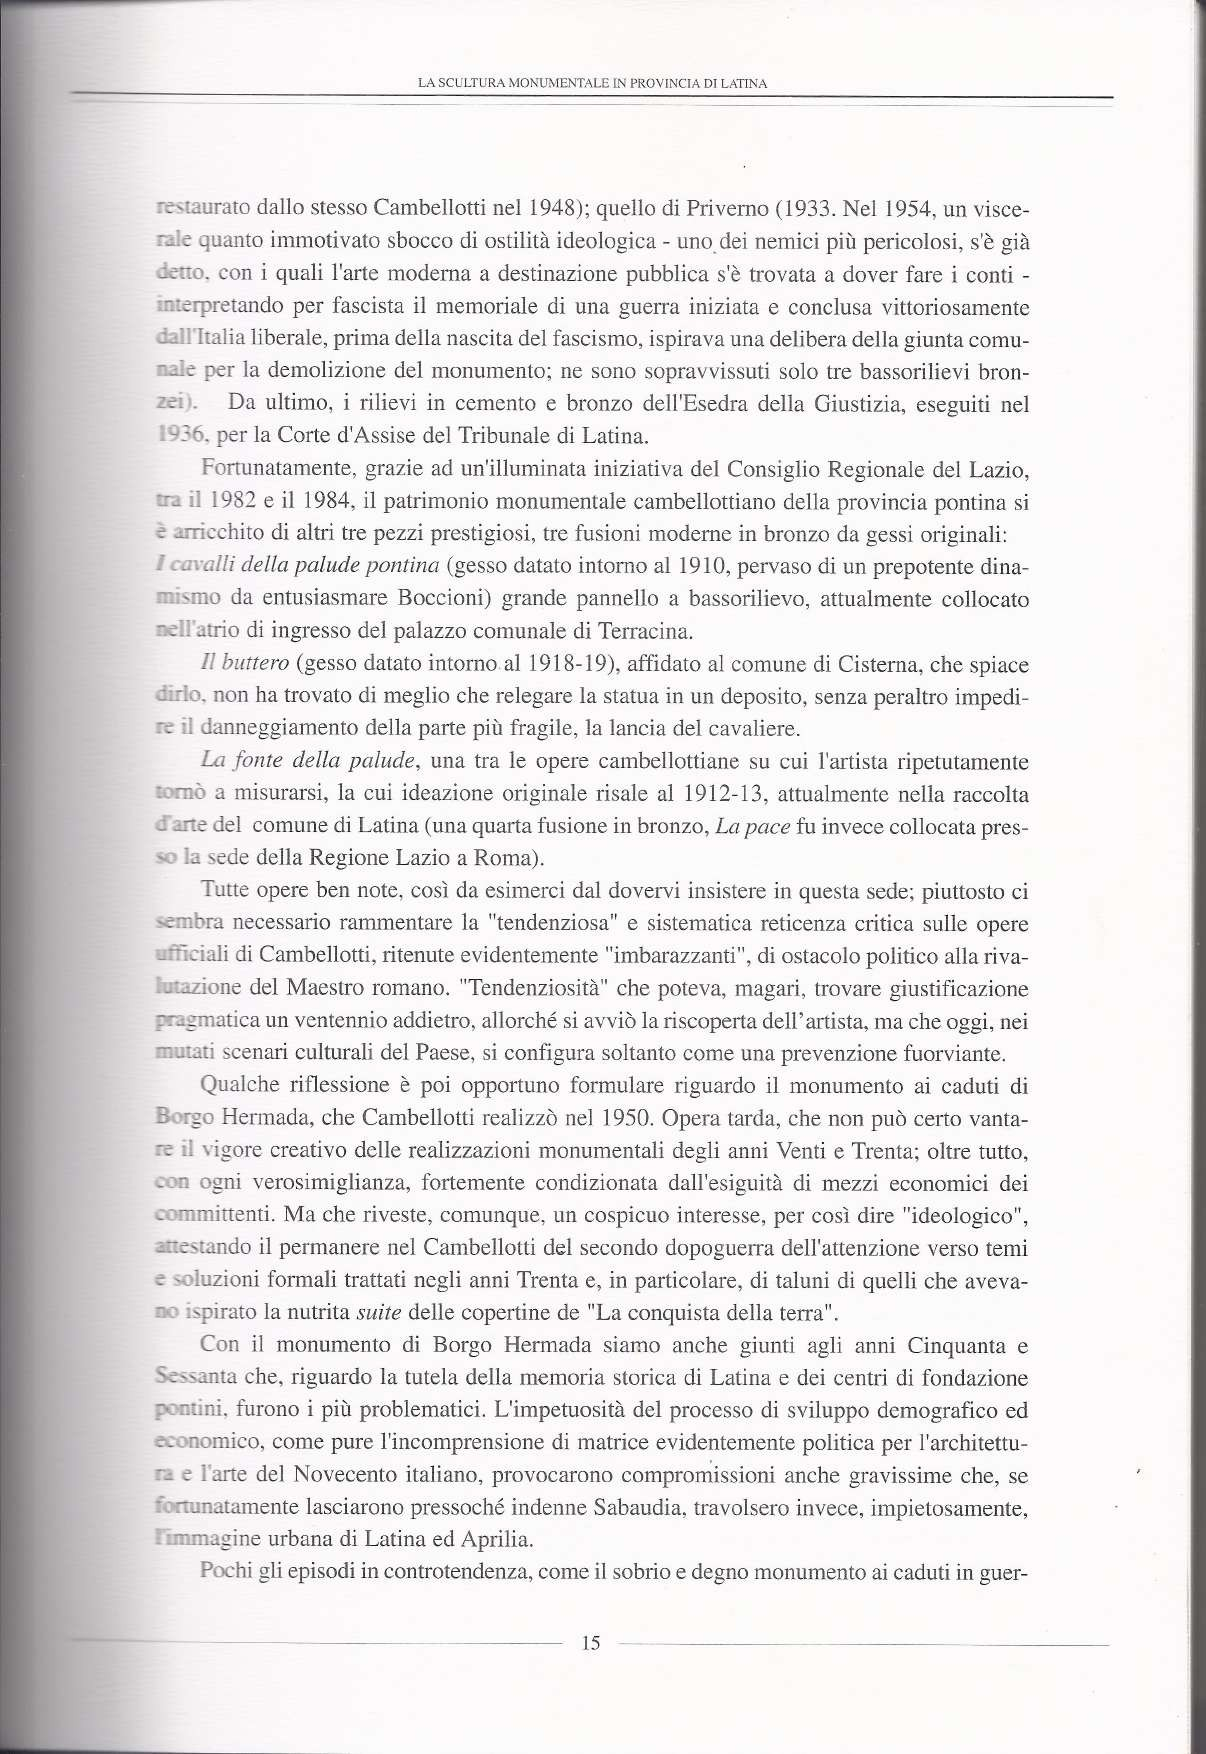 LA SCULTURA MONUMENTALE IN PROVINCIA DI LATINA
restaurato dallo stesso Cambellotti nel 1948); quello di Priverno (1933. Nel 1954, un visce-
rale quanto immotivato sbocco di ostilità ideologica - uno dei nemici più pericolosi, s'è già
detto, con i quali l'arte moderna a destinazione pubblica s'è trovata a dover fare i conti -
interpretando per fascista il memoriale di una guerra iniziata e conclusa vittoriosamente
dall'Italia liberale, prima della nascita del fascismo, ispirava una delibera della giunta comu-
nale per la demolizione del monumento; ne sono sopravvissuti solo tre bassorilievi bron-
zei). Da ultimo, i rilievi in cemento e bronzo dell'Esedra della Giustizia, eseguiti nel
1936, per la Corte d'Assise del Tribunale di Latina.
Fortunatamente, grazie ad un'illuminata iniziativa del Consiglio Regionale del Lazio,
tra il 1982 e il 1984, il patrimonio monumentale cambellottiano della provincia pontina si
è arricchito di altri tre pezzi prestigiosi, tre fusioni moderne in bronzo da gessi originali:
I cavalli della palude pontina (gesso datato intorno al 1910, pervaso di un prepotente dina-
mismo da entusiasmare Boccioni) grande pannello a bassorilievo, attualmente collocato
nell'atrio di ingresso del palazzo comunale di Terracina.
Il buttero (gesso datato intorno al 1918-19), affidato al comune di Cisterna, che spiace
dirlo, non ha trovato di meglio che relegare la statua in un deposito, senza peraltro impedi-
re il danneggiamento della parte più fragile, la lancia del cavaliere.
La fonte della palude, una tra le opere cambellottiane su cui l'artista ripetutamente
tornò a misurarsi, la cui ideazione originale risale al 1912-13, attualmente nella raccolta
d'arte del comune di Latina (una quarta fusione in bronzo, La pace fu invece collocata pres-
so la sede della Regione Lazio a Roma).
Tutte opere ben note, così da esimerci dal dovervi insistere in questa sede; piuttosto ci
sembra necessario rammentare la "tendenziosa" e sistematica reticenza critica sulle opere
ufficiali di Cambellotti, ritenute evidentemente "imbarazzanti", di ostacolo politico alla riva-
lutazione del Maestro romano. "Tendenziosità" che poteva, magari, trovare giustificazione
pragmatica un ventennio addietro, allorché si avviò la riscoperta dell'artista, ma che oggi, nei
mutati scenari culturali del Paese, si configura soltanto come una prevenzione fuorviante.
Qualche riflessione è poi opportuno formulare riguardo il monumento ai caduti di
Borgo Hermada, che Cambellotti realizzò nel 1950. Opera tarda, che non può certo vanta-
re il vigore creativo delle realizzazioni monumentali degli anni Venti e Trenta; oltre tutto,
con ogni verosimiglianza, fortemente condizionata dall'esiguità di mezzi economici dei
committenti. Ma che riveste, comunque, un cospicuo interesse, per così dire "ideologico",
attestando il permanere nel Cambellotti del secondo dopoguerra dell'attenzione verso temi
e soluzioni formali trattati negli anni Trenta e, in particolare, di taluni di quelli che aveva-
no ispirato la nutrita suite delle copertine de "La conquista della terra".
Con il monumento di Borgo Hermada siamo anche giunti agli anni Cinquanta e
Sessanta che, riguardo la tutela della memoria storica di Latina e dei centri di fondazione
pontini, furono i più problematici. L'impetuosità del processo di sviluppo demografico ed
economico, come pure l'incomprensione di matrice evidentemente politica per l'architettu-
ra e l'arte del Novecento italiano, provocarono compromissioni anche gravissime che, se
fortunatamente lasciarono pressoché indenne Sabaudia, travolsero invece, impietosamente,
l'immagine urbana di Latina ed Aprilia.
Pochi gli episodi in controtendenza, come il sobrio e degno monumento ai caduti in guer-
15